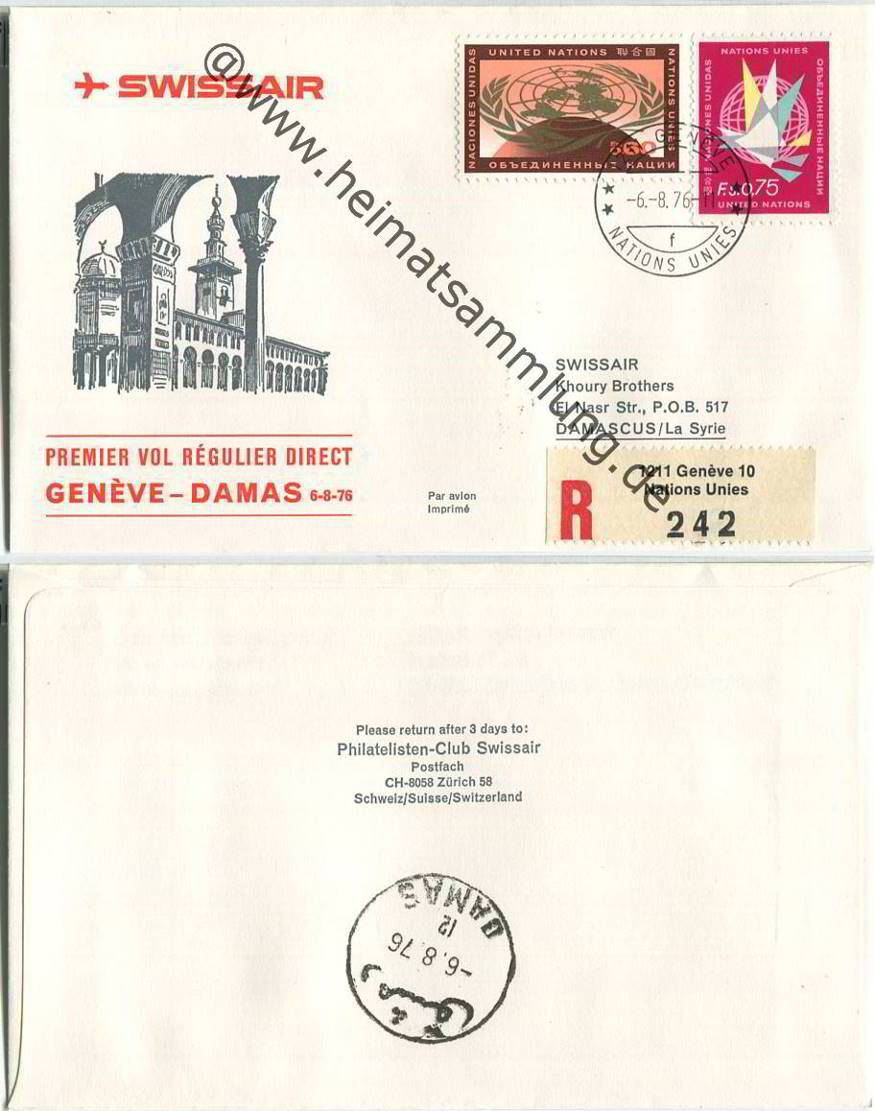 SWISSAIR
@www.heimatsammlung.de
UNITED NATIONS 聯合國
NACIONES UNIDAS
NATIONS UNIES
ОБЪЕДИНЕННЫЕ НАЦИИ
NATIONS UNIES
NACIONES UNIDAS
ОБЪЕДИНЕННЫЕ НАЦИИ
F.s.0,75
UNITED NATIONS
GENÈVE
-6.-8.76-11
f
NATIONS UNIES
SWISSAIR
Khoury Brothers
El Nasr Str., P.O.B. 517
DAMASCUS/La Syrie
PREMIER VOL RÉGULIER DIRECT
GENÈVE – DAMAS 6-8-76
Par avion
Imprimé
R
1211 Genève 10
Nations Unies
242
Please return after 3 days to:
Philatelisten-Club Swissair
Postfach
CH-8058 Zürich 58
Schweiz/Suisse/Switzerland
DAMAS
12
-6.8.76